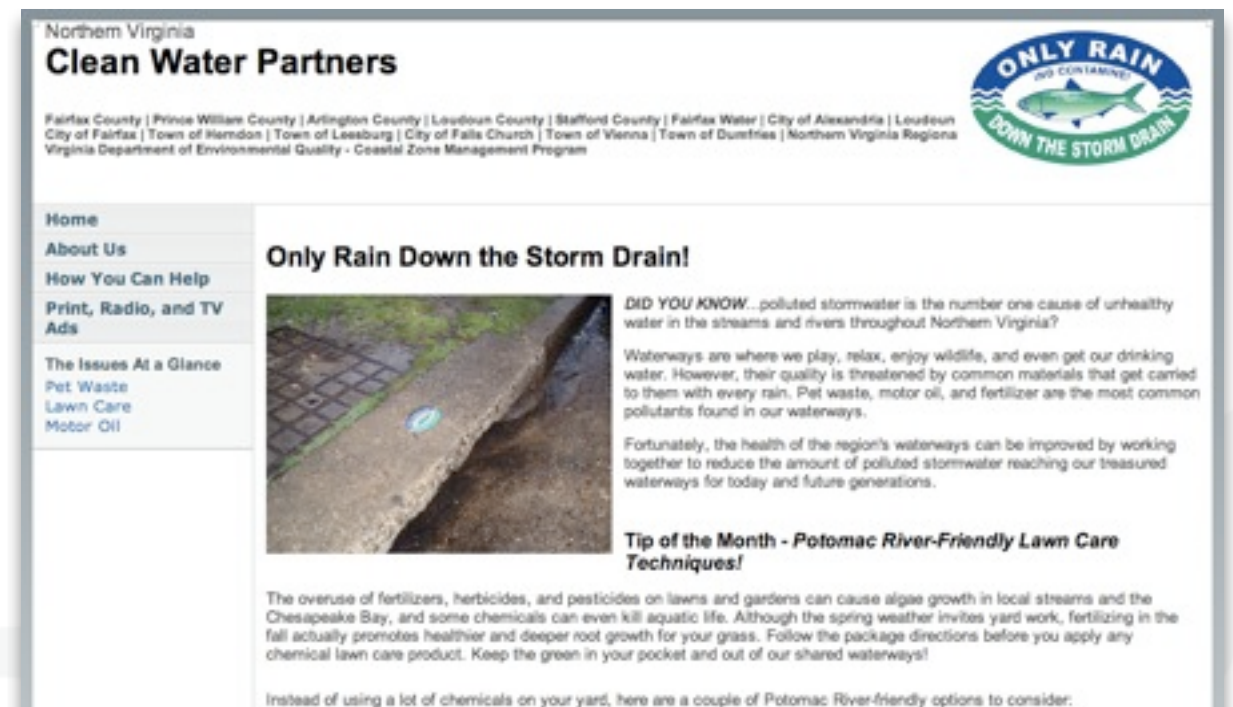 Northern Virginia
Clean Water Partners
Fairfax County | Prince William County | Arlington County | Loudoun County | Stafford County | Fairfax Water | City of Alexandria | Loudoun
City of Fairfax | Town of Herndon | Town of Leesburg | City of Falls Church | Town of Vienna | Town of Dumfries | Northern Virginia Regiona
Virginia Department of Environmental Quality - Coastal Zone Management Program
ONLY RAIN
¡NO CONTAMINE!
DOWN THE STORM DRAIN
Home
About Us
How You Can Help
Print, Radio, and TV
Ads
The Issues At a Glance
Pet Waste
Lawn Care
Motor Oil
Only Rain Down the Storm Drain!
DID YOU KNOW...polluted stormwater is the number one cause of unhealthy
water in the streams and rivers throughout Northern Virginia?
Waterways are where we play, relax, enjoy wildlife, and even get our drinking
water. However, their quality is threatened by common materials that get carried
to them with every rain. Pet waste, motor oil, and fertilizer are the most common
pollutants found in our waterways.
Fortunately, the health of the region's waterways can be improved by working
together to reduce the amount of polluted stormwater reaching our treasured
waterways for today and future generations.
Tip of the Month - Potomac River-Friendly Lawn Care
Techniques!
The overuse of fertilizers, herbicides, and pesticides on lawns and gardens can cause algae growth in local streams and the
Chesapeake Bay, and some chemicals can even kill aquatic life. Although the spring weather invites yard work, fertilizing in the
fall actually promotes healthier and deeper root growth for your grass. Follow the package directions before you apply any
chemical lawn care product. Keep the green in your pocket and out of our shared waterways!
Instead of using a lot of chemicals on your yard, here are a couple of Potomac River-friendly options to consider: